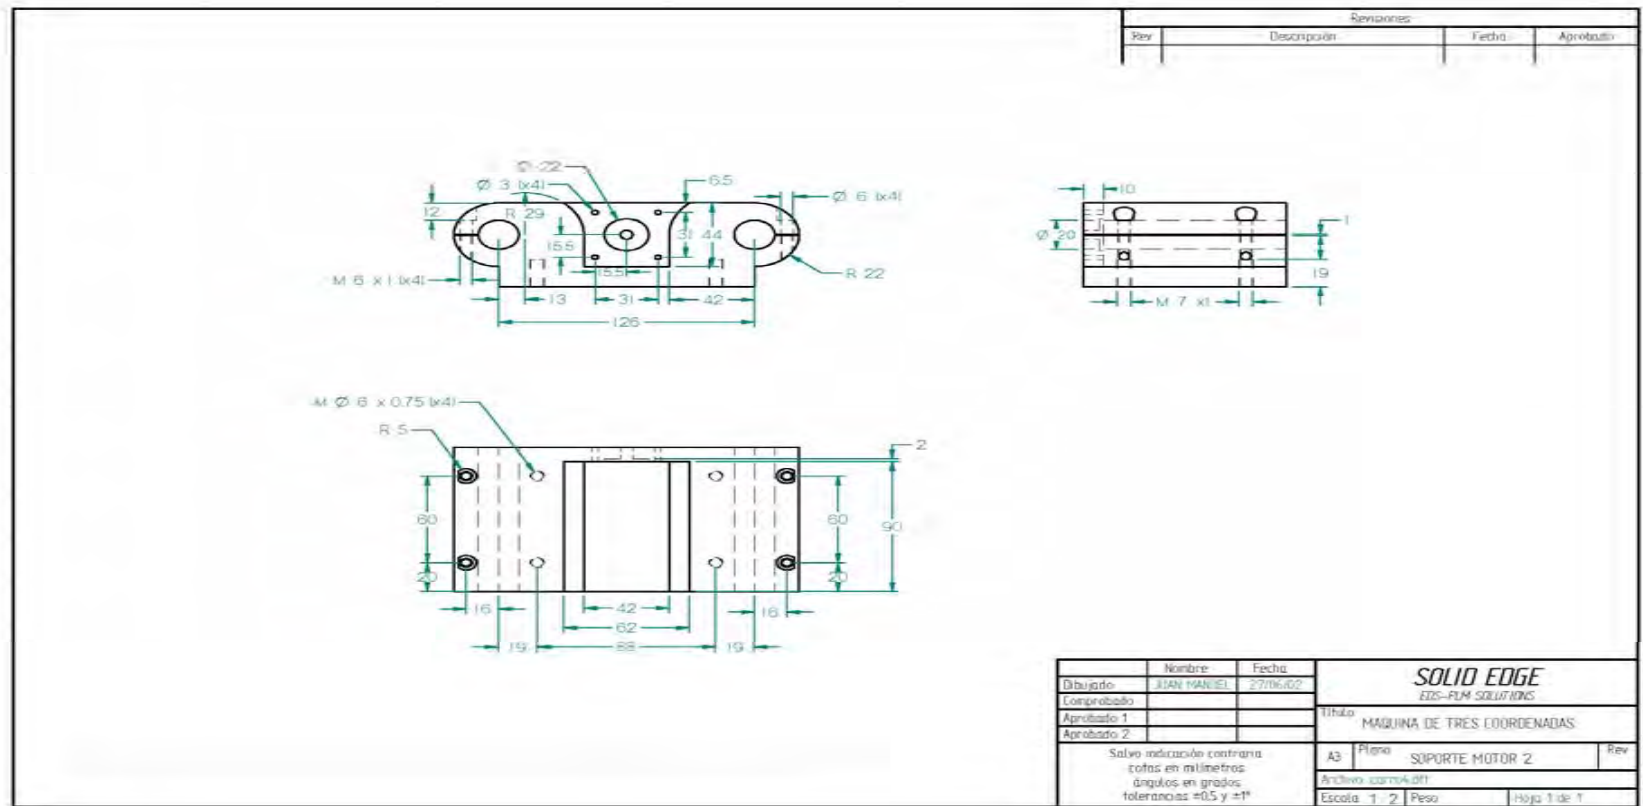 Revisiones
Rev Descripción Fecha Aprobado
Ø 22
Ø 3 (x4)
6.5
Ø 6 (x4)
12
R 29
15.5
31
44
15.5
R 22
M 6 x 1 (x4)
13
31
42
126
10
Ø 20
1
19
M 7 x1
M Ø 6 x 0.75 (x4)
R 5
2
60
60
90
20
20
16
42
16
62
19
88
19
Nombre Fecha
Dibujado JUAN MANUEL 27/06/02
Comprobado
Aprobado 1
Aprobado 2
Salvo indicación contraria
cotas en milímetros
ángulos en grados
tolerancias ±0,5 y ±1°
SOLID EDGE
EDS-PLM SOLUTIONS
Título
MAQUINA DE TRES COORDENADAS
A3 Plano SOPORTE MOTOR 2 Rev
Archivo: carro4.dft
Escala 1:2 Peso Hoja 1 de 1